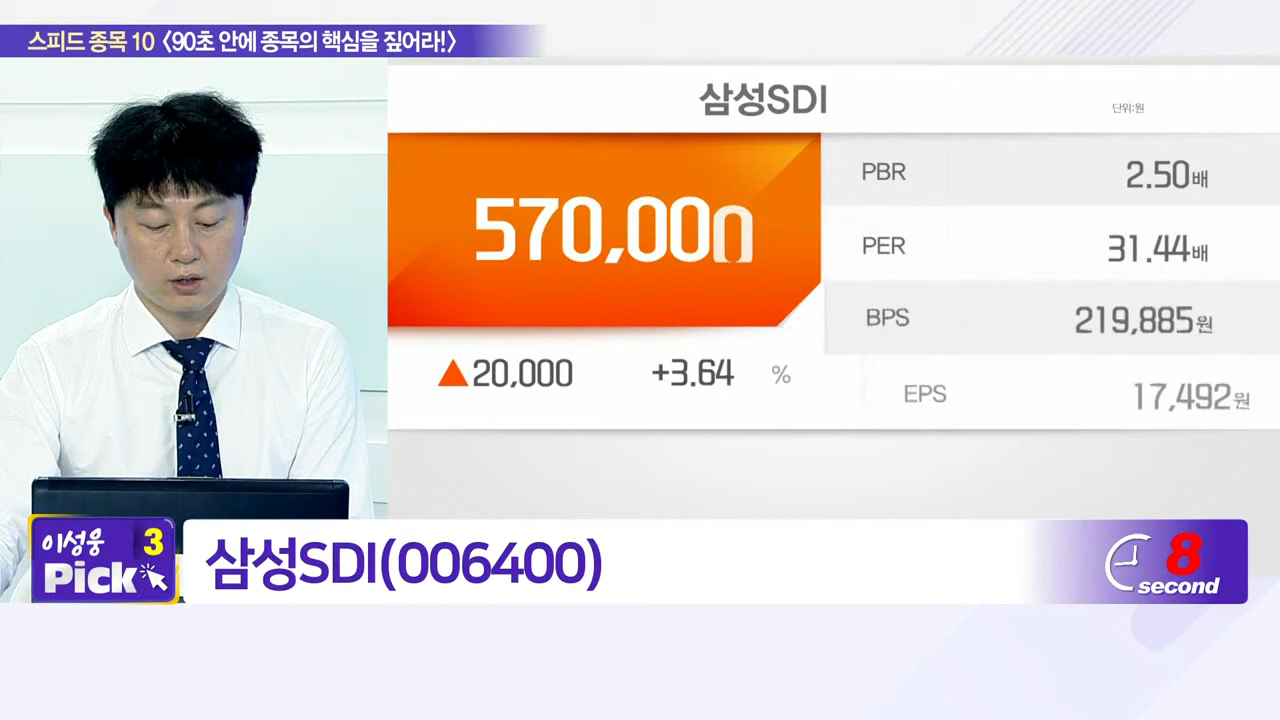 스피드 종목 10 <90초 안에 종목의 핵심을 짚어라!>
삼성SDI
단위:원
570,000
▲20,000 +3.64 %
PBR 2.50배
PER 31.44배
BPS 219,885원
EPS 17,492원
이성웅 3
Pick
삼성SDI(006400)
8
second